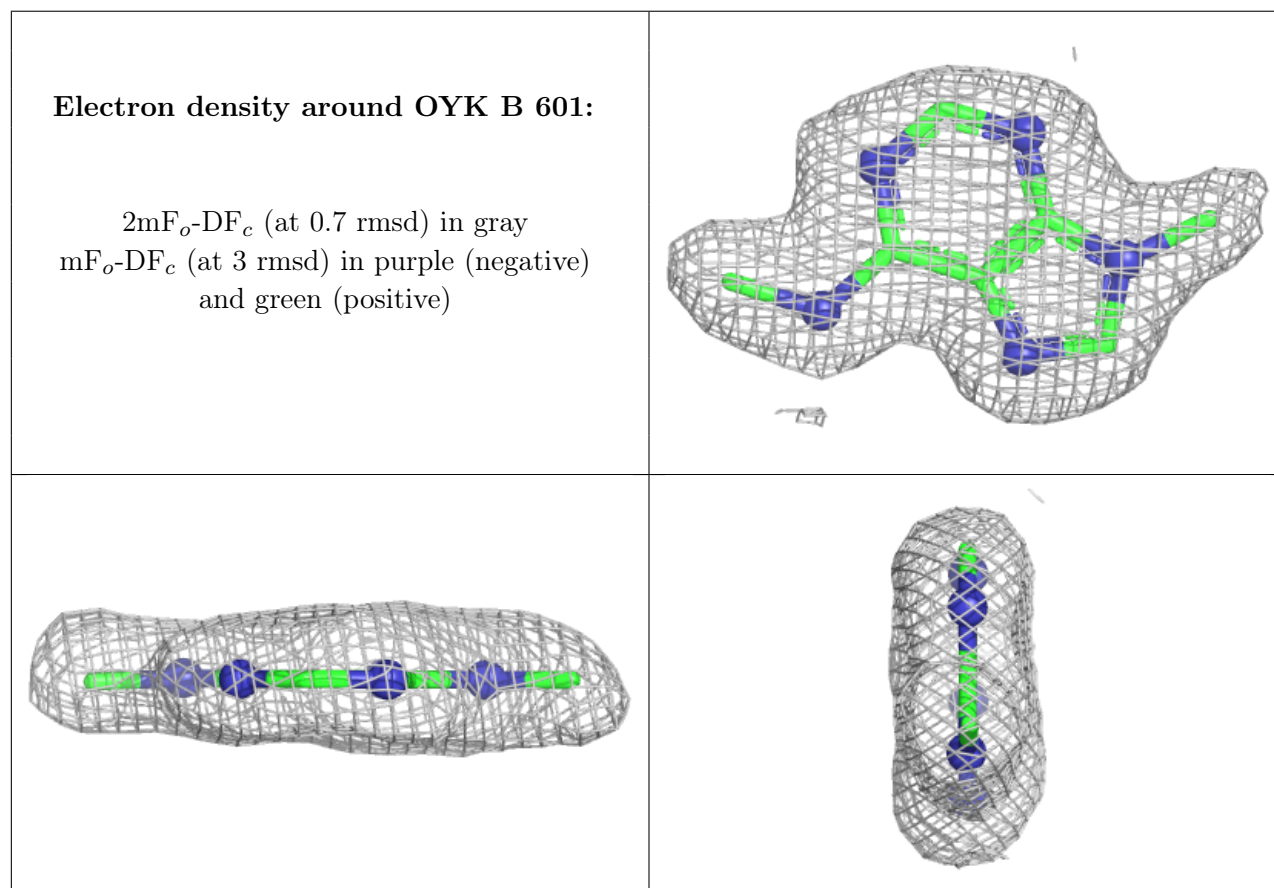 Electron density around OYK B 601:
2mFo-DFc (at 0.7 rmsd) in gray
mFo-DFc (at 3 rmsd) in purple (negative)
and green (positive)